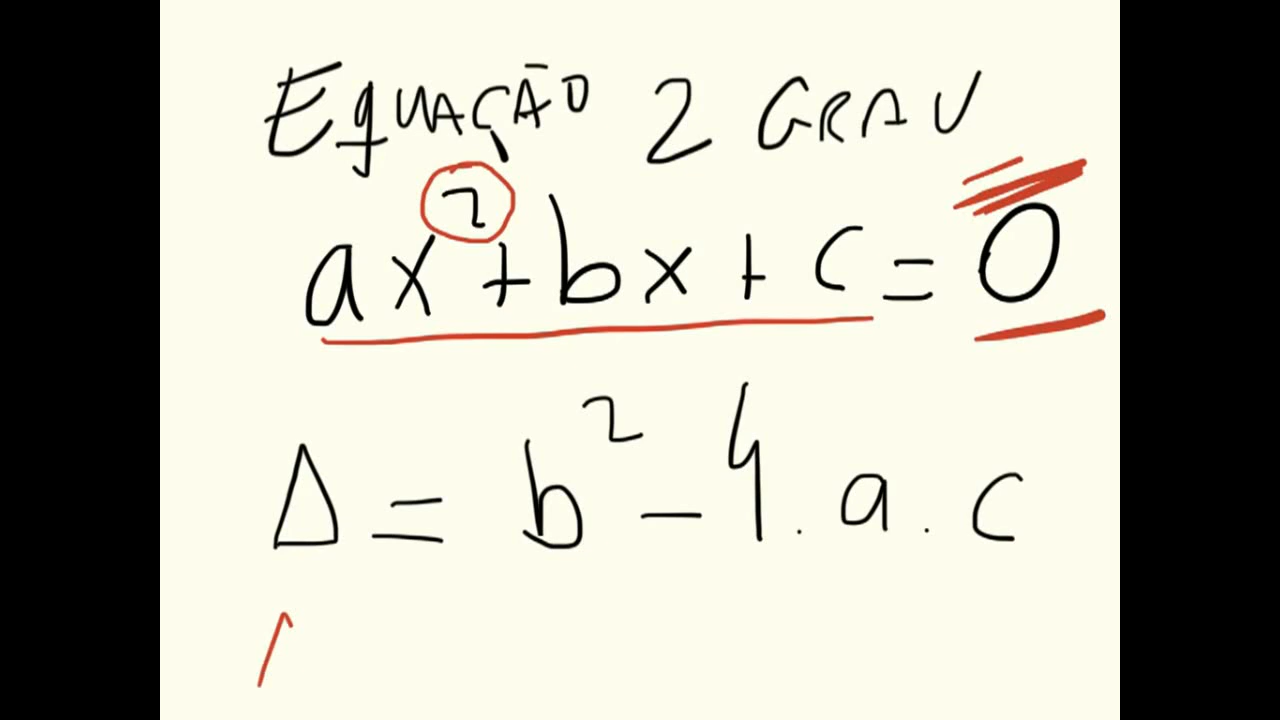 EqUAÇÃO 2 GRAU
ax²+bx+c=0
Δ=b²-4.a.c